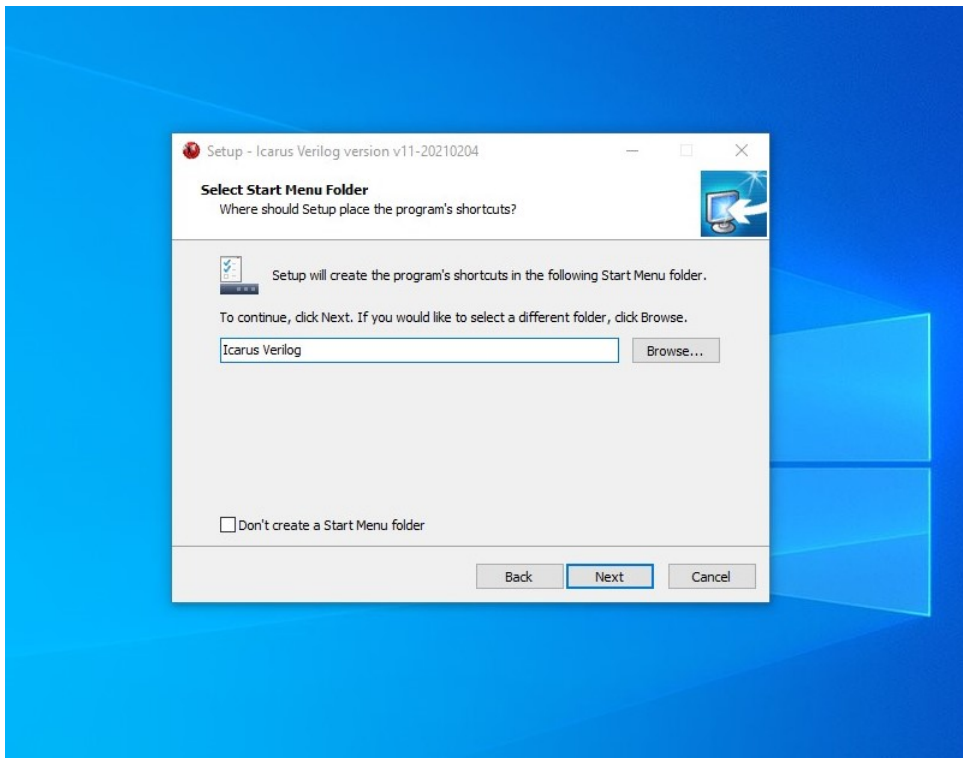 Setup - Icarus Verilog version v11-20210204
Select Start Menu Folder
Where should Setup place the program's shortcuts?
Setup will create the program's shortcuts in the following Start Menu folder.
To continue, click Next. If you would like to select a different folder, click Browse.
Icarus Verilog
Browse...
Don't create a Start Menu folder
Back
Next
Cancel